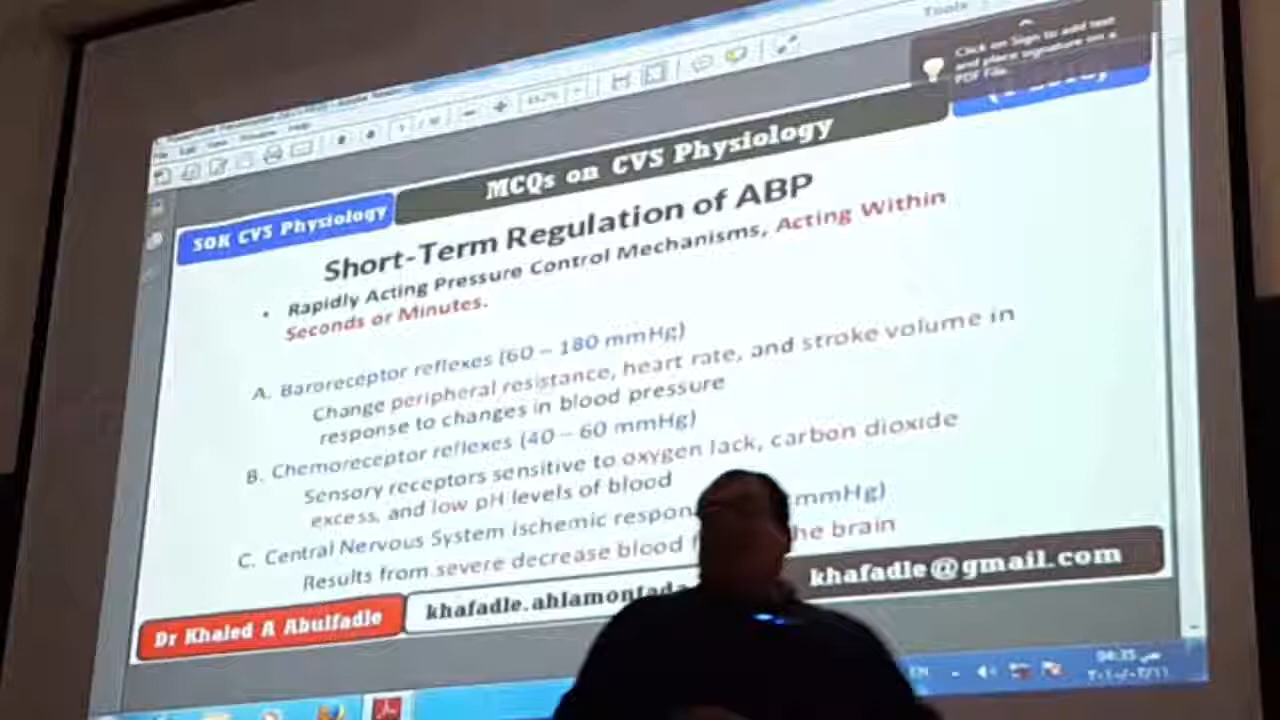 Tools
Click on Sign to add text
and place signature on a
PDF File.
MCQs on CVS Physiology
SOK CVS Physiology
Short-Term Regulation of ABP
• Rapidly Acting Pressure Control Mechanisms, Acting Within
Seconds or Minutes.
A. Baroreceptor reflexes (60 – 180 mmHg)
Change peripheral resistance, heart rate, and stroke volume in
response to changes in blood pressure
B. Chemoreceptor reflexes (40 – 60 mmHg)
Sensory receptors sensitive to oxygen lack, carbon dioxide
excess, and low pH levels of blood
C. Central Nervous System ischemic respon mmHg)
Results from severe decrease blood the brain
Dr Khaled A Abulfadle
khafadle.ahlamontada
khafadle@gmail.com
EN
04:35